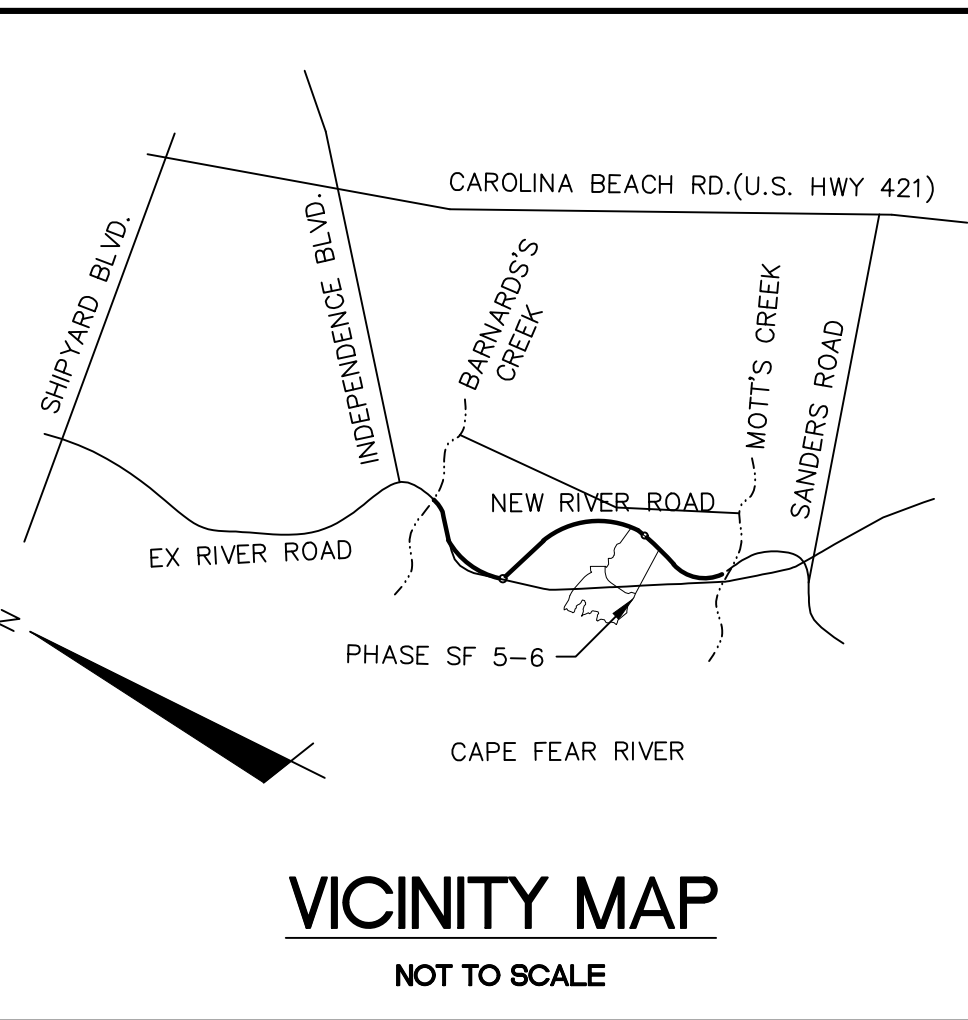 CAROLINA BEACH RD.(U.S. HWY 421)
SHIPYARD BLVD.
INDEPENDENCE BLVD.
BARNARDS'S
CREEK
MOTT'S CREEK
SANDERS ROAD
NEW RIVER ROAD
EX RIVER ROAD
N
PHASE SF 5-6
CAPE FEAR RIVER
VICINITY MAP
NOT TO SCALE